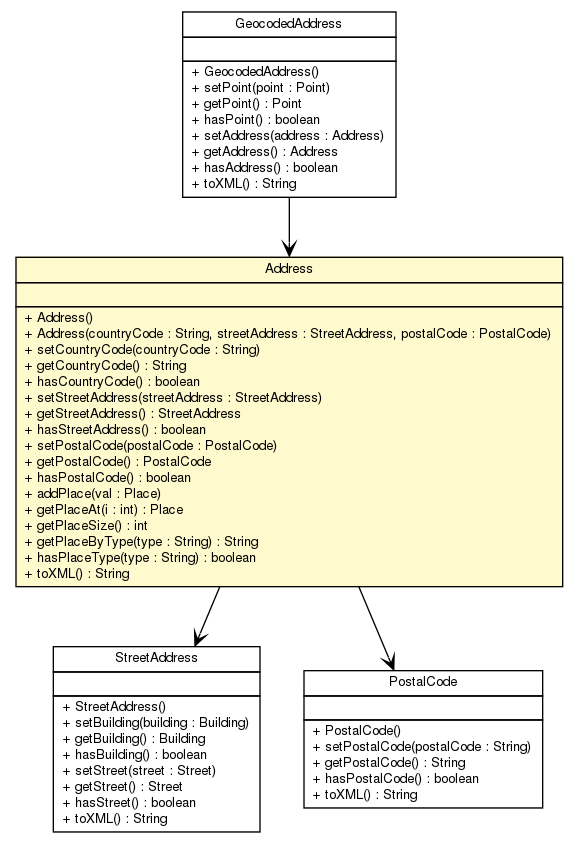 GeocodedAddress
+ GeocodedAddress()
+ setPoint(point : Point)
+ getPoint() : Point
+ hasPoint() : boolean
+ setAddress(address : Address)
+ getAddress() : Address
+ hasAddress() : boolean
+ toXML() : String
Address
+ Address()
+ Address(countryCode : String, streetAddress : StreetAddress, postalCode : PostalCode)
+ setCountryCode(countryCode : String)
+ getCountryCode() : String
+ hasCountryCode() : boolean
+ setStreetAddress(streetAddress : StreetAddress)
+ getStreetAddress() : StreetAddress
+ hasStreetAddress() : boolean
+ setPostalCode(postalCode : PostalCode)
+ getPostalCode() : PostalCode
+ hasPostalCode() : boolean
+ addPlace(val : Place)
+ getPlaceAt(i : int) : Place
+ getPlaceSize() : int
+ getPlaceByType(type : String) : String
+ hasPlaceType(type : String) : boolean
+ toXML() : String
StreetAddress
+ StreetAddress()
+ setBuilding(building : Building)
+ getBuilding() : Building
+ hasBuilding() : boolean
+ setStreet(street : Street)
+ getStreet() : Street
+ hasStreet() : boolean
+ toXML() : String
PostalCode
+ PostalCode()
+ setPostalCode(postalCode : String)
+ getPostalCode() : String
+ hasPostalCode() : boolean
+ toXML() : String